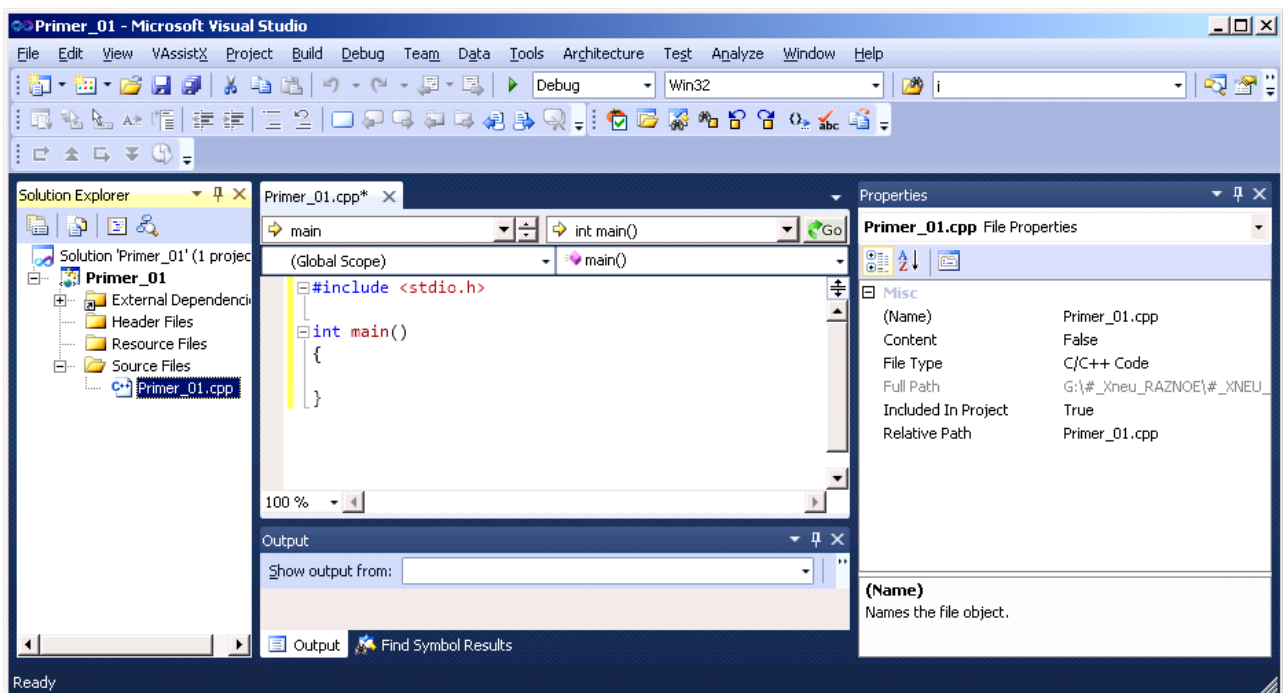 Primer_01 - Microsoft Visual Studio
File Edit View VAssistX Project Build Debug Team Data Tools Architecture Test Analyze Window Help
Debug Win32 i
abc
Solution Explorer
Solution 'Primer_01' (1 projec
Primer_01
External Dependenci
Header Files
Resource Files
Source Files
Primer_01.cpp
Primer_01.cpp*
main int main() Go
(Global Scope) main()
#include <stdio.h>
int main()
{
}
100 %
Output
Show output from:
Output Find Symbol Results
Properties
Primer_01.cpp File Properties
Misc
(Name) Primer_01.cpp
Content False
File Type C/C++ Code
Full Path G:\#_Xneu_RAZNOE\#_XNEU_
Included In Project True
Relative Path Primer_01.cpp
(Name)
Names the file object.
Ready